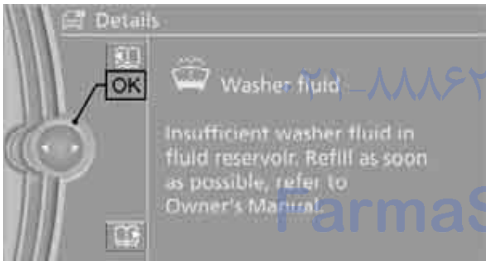 Details
OK
Washer fluid
۰۲۱-۸۸۸۶۲
Insufficient washer fluid in
fluid reservoir. Refill as soon
as possible, refer to
Owner's Manual.
FarmaS